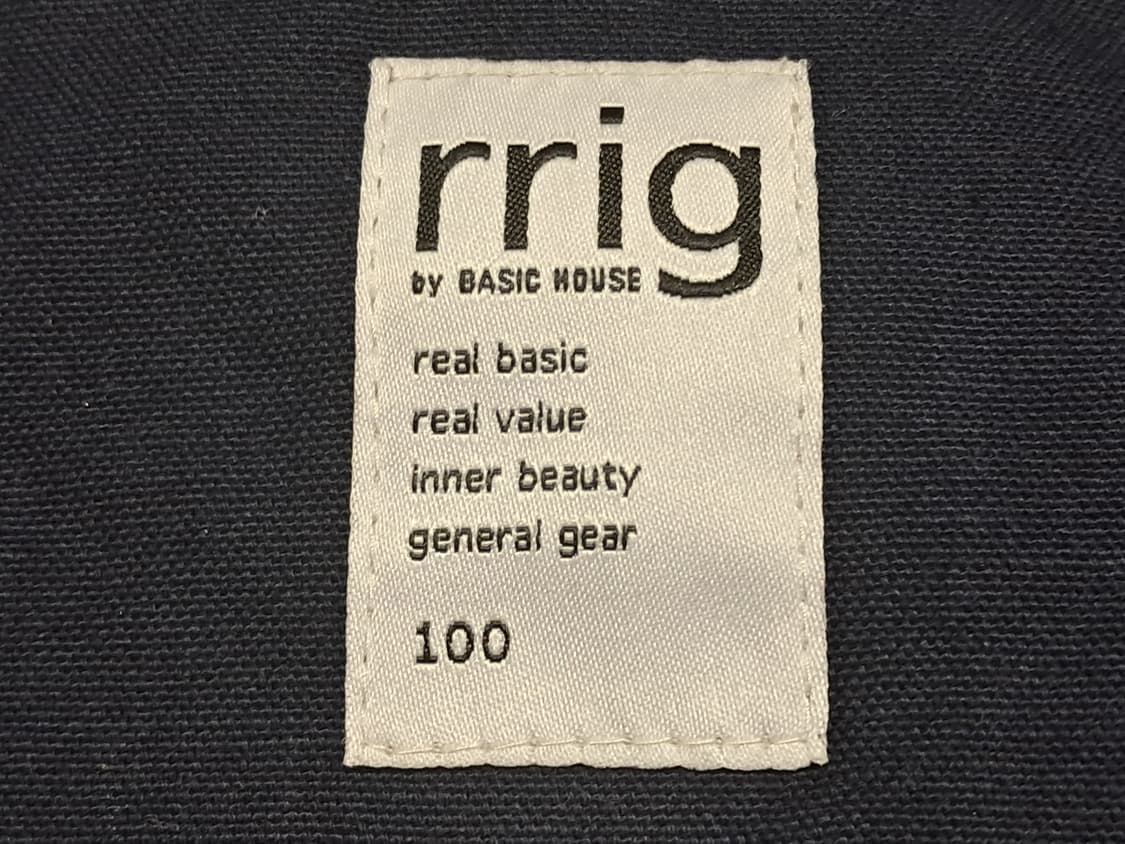 rrig
by BASIC HOUSE
real basic
real value
inner beauty
general gear
100